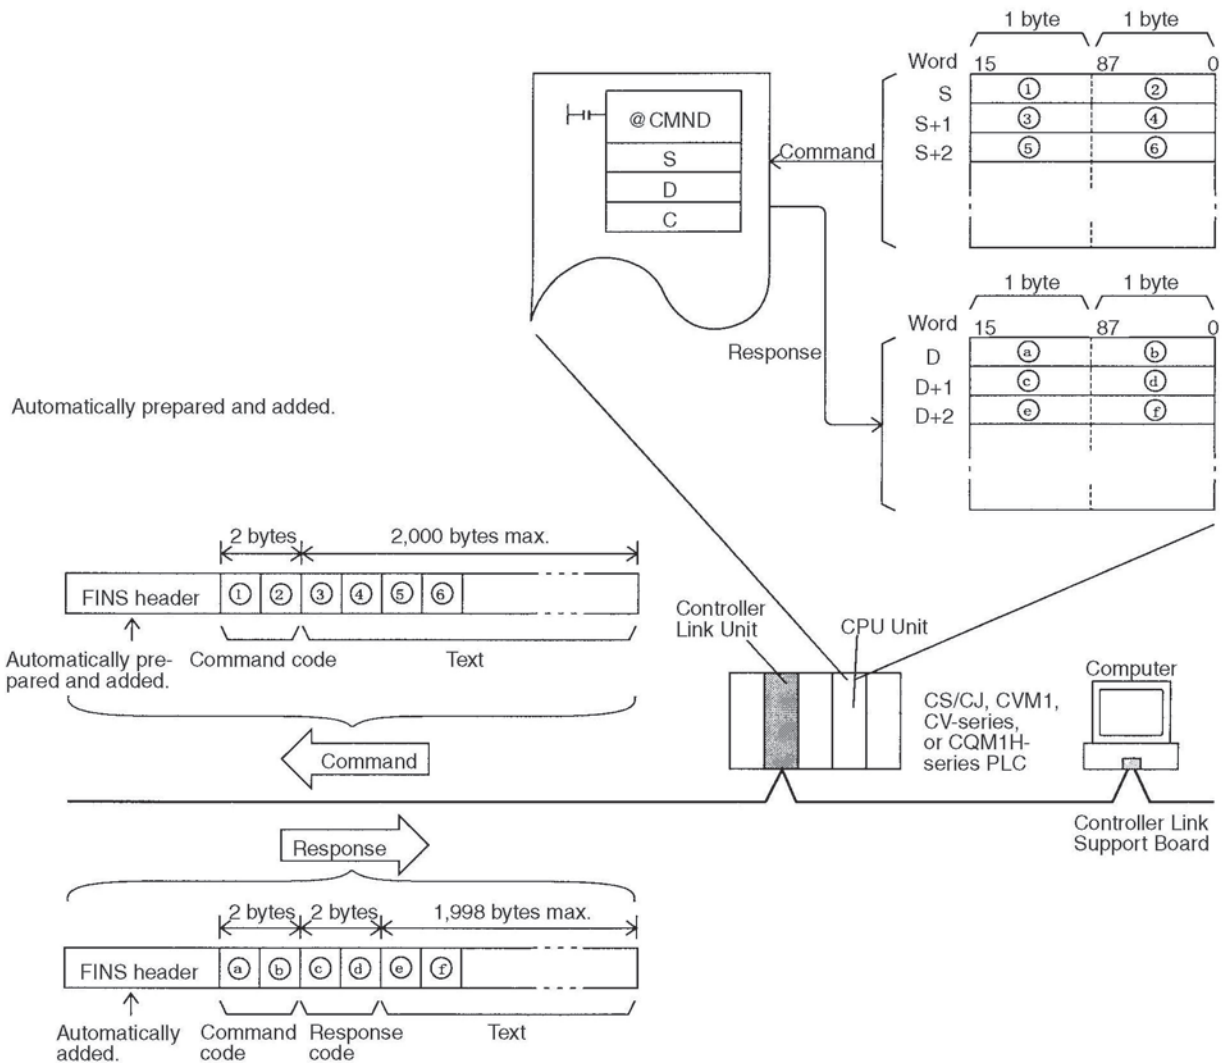 1 byte 1 byte
Word 15 87 0
S ① ②
S+1 ③ ④
S+2 ⑤ ⑥
@CMND
S
D
C
Command
1 byte 1 byte
Word 15 87 0
D ⓐ ⓑ
D+1 ⓒ ⓓ
D+2 ⓔ ⓕ
Response
Automatically prepared and added.
2 bytes 2,000 bytes max.
FINS header ① ② ③ ④ ⑤ ⑥
Automatically pre-
pared and added.
Command code Text
Command
Controller
Link Unit
CPU Unit
CS/CJ, CVM1,
CV-series,
or CQM1H-
series PLC
Computer
Controller Link
Support Board
Response
2 bytes 2 bytes 1,998 bytes max.
FINS header ⓐ ⓑ ⓒ ⓓ ⓔ ⓕ
Automatically
added.
Command
code
Response
code
Text